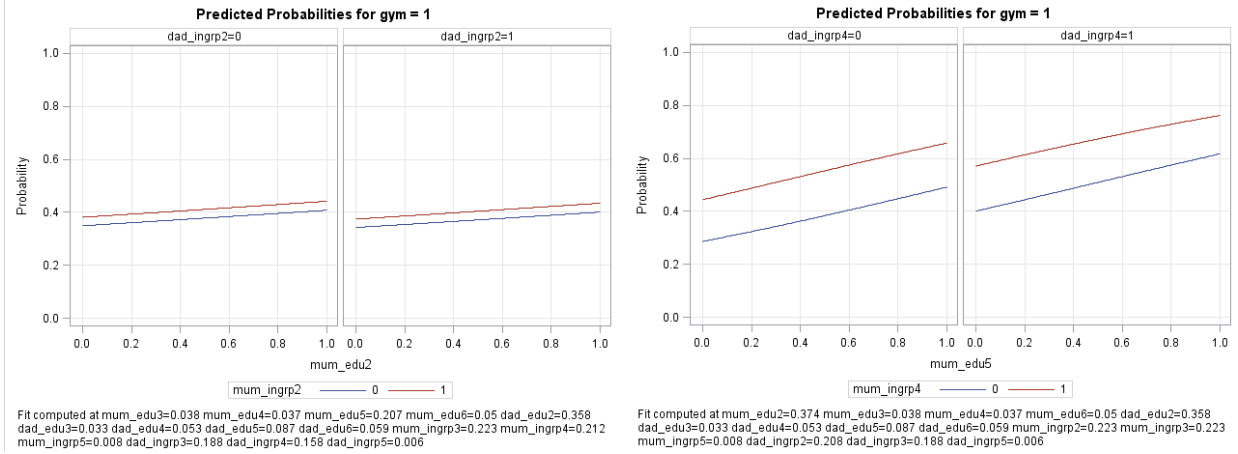 Predicted Probabilities for gym = 1
dad_ingrp2=0
dad_ingrp2=1
1.0
0.8
0.6
0.4
0.2
0.0
Probability
0.0 0.2 0.4 0.6 0.8 1.0
0.0 0.2 0.4 0.6 0.8 1.0
mum_edu2
mum_ingrp2 0 1
Fit computed at mum_edu3=0.038 mum_edu4=0.037 mum_edu5=0.207 mum_edu6=0.05 dad_edu2=0.358
dad_edu3=0.033 dad_edu4=0.053 dad_edu5=0.087 dad_edu6=0.059 mum_ingrp3=0.223 mum_ingrp4=0.212
mum_ingrp5=0.008 dad_ingrp3=0.188 dad_ingrp4=0.158 dad_ingrp5=0.006
Predicted Probabilities for gym = 1
dad_ingrp4=0
dad_ingrp4=1
1.0
0.8
0.6
0.4
0.2
0.0
Probability
0.0 0.2 0.4 0.6 0.8 1.0
0.0 0.2 0.4 0.6 0.8 1.0
mum_edu5
mum_ingrp4 0 1
Fit computed at mum_edu2=0.374 mum_edu3=0.038 mum_edu4=0.037 mum_edu6=0.05 dad_edu2=0.358
dad_edu3=0.033 dad_edu4=0.053 dad_edu5=0.087 dad_edu6=0.059 mum_ingrp2=0.223 mum_ingrp3=0.223
mum_ingrp5=0.008 dad_ingrp2=0.208 dad_ingrp3=0.188 dad_ingrp5=0.006